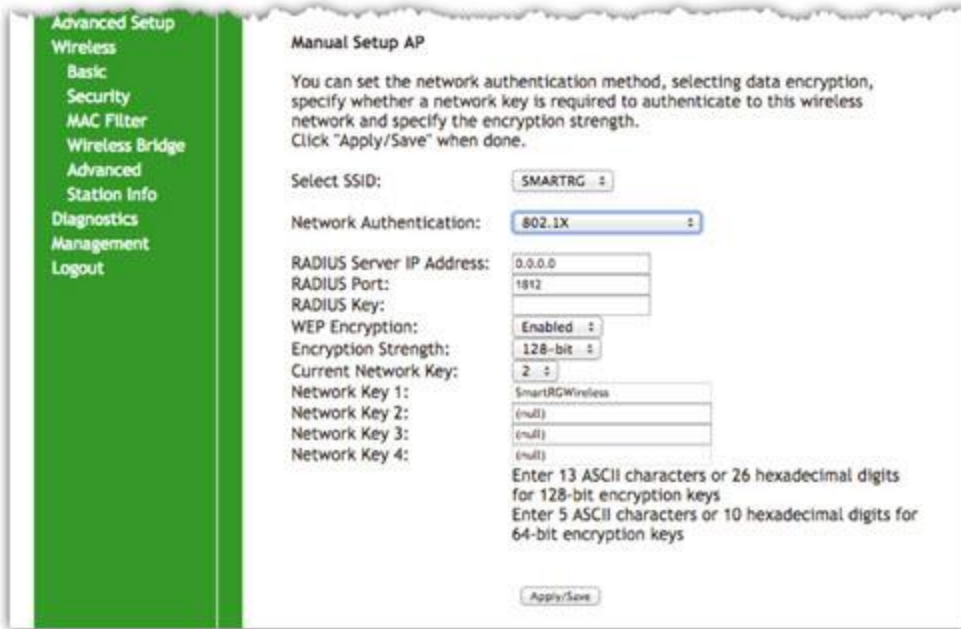 Advanced Setup
Wireless
Basic
Security
MAC Filter
Wireless Bridge
Advanced
Station Info
Diagnostics
Management
Logout
Manual Setup AP
You can set the network authentication method, selecting data encryption,
specify whether a network key is required to authenticate to this wireless
network and specify the encryption strength.
Click "Apply/Save" when done.
Select SSID: SMARTRG
Network Authentication: 802.1X
RADIUS Server IP Address: 0.0.0.0
RADIUS Port: 1812
RADIUS Key:
WEP Encryption: Enabled
Encryption Strength: 128-bit
Current Network Key: 2
Network Key 1: SmartRGWireless
Network Key 2: (null)
Network Key 3: (null)
Network Key 4: (null)
Enter 13 ASCII characters or 26 hexadecimal digits
for 128-bit encryption keys
Enter 5 ASCII characters or 10 hexadecimal digits for
64-bit encryption keys
Apply/Save